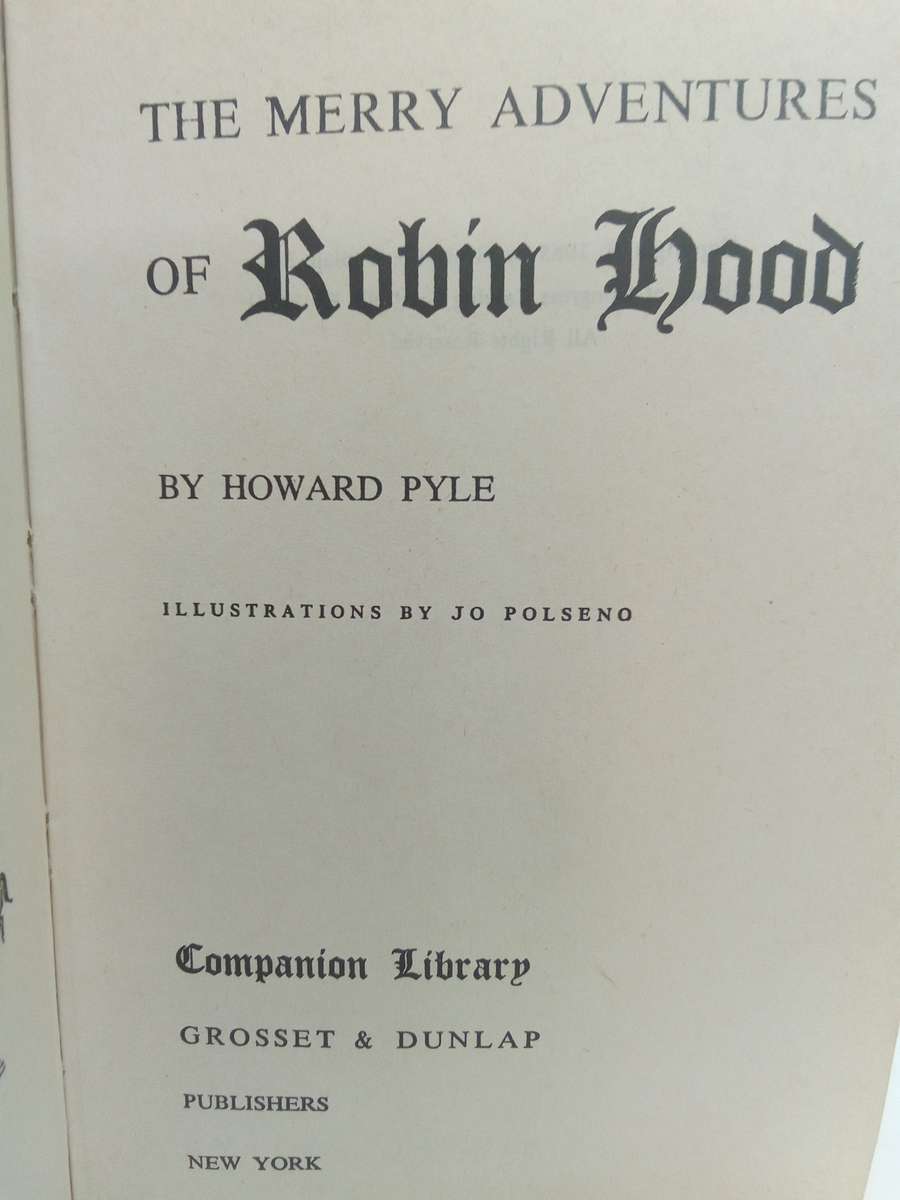 THE MERRY ADVENTURES
OF Robin Hood
BY HOWARD PYLE
ILLUSTRATIONS BY JO POLSENO
Companion Library
GROSSET & DUNLAP
PUBLISHERS
NEW YORK